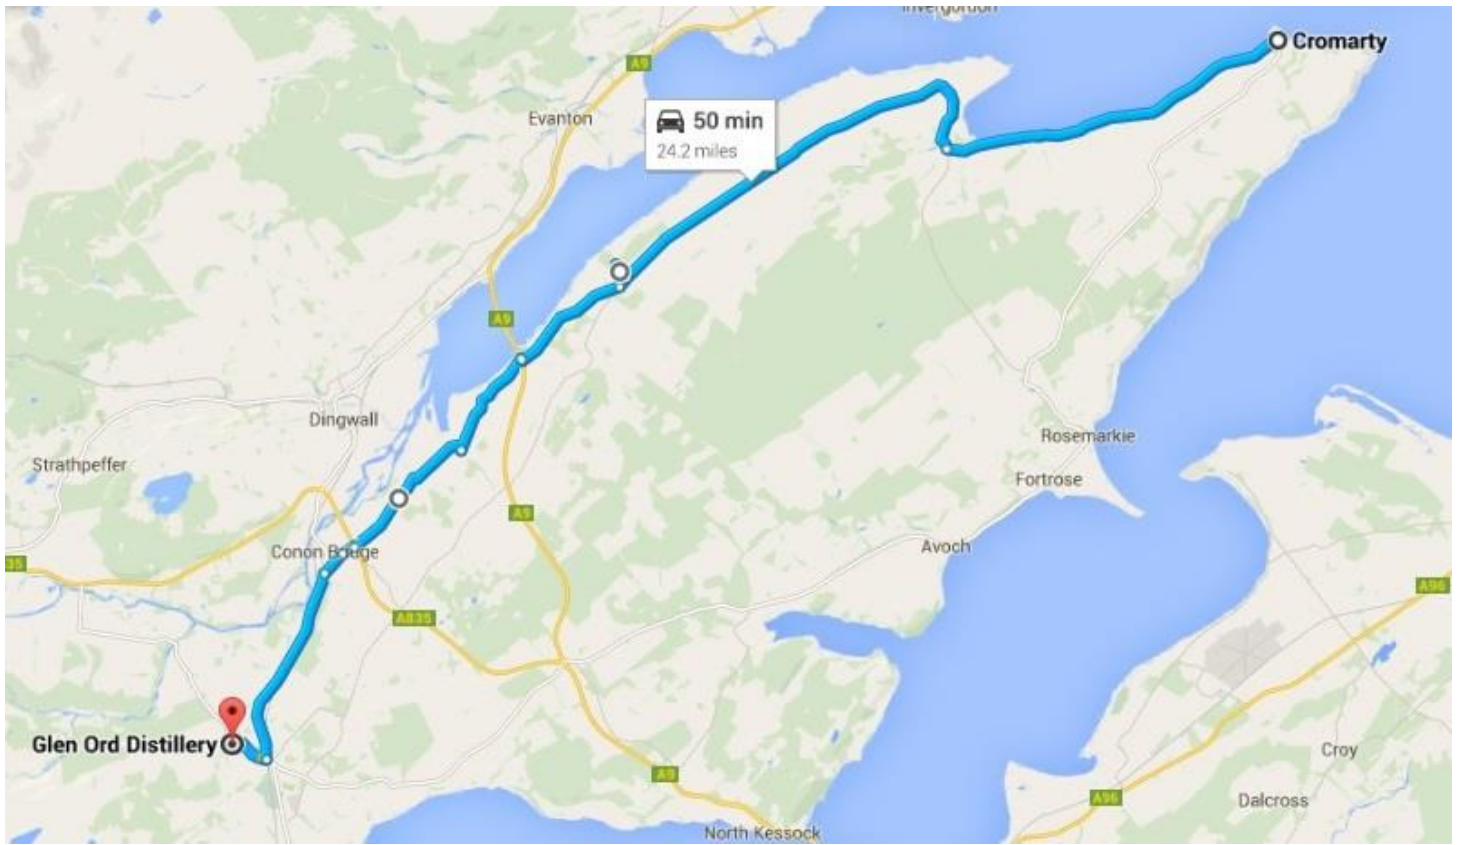 Invergordon
Cromarty
A9
Evanton
50 min
24.2 miles
A9
Dingwall
Rosemarkie
Strathpeffer
Fortrose
A9
Conon Bridge
Avoch
35
A96
A835
Glen Ord Distillery
Croy
A9
A96
Dalcross
North Kessock